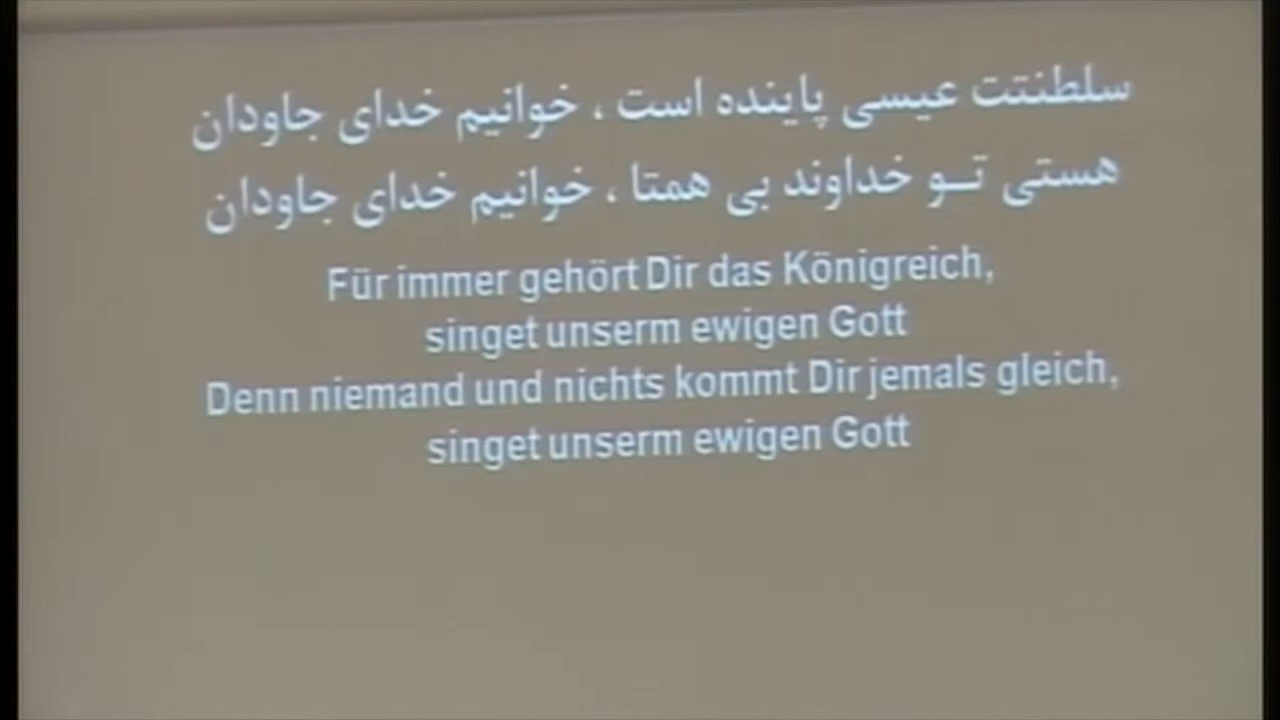 سلطنتت عیسی پاینده است ، خوانیم خدای جاودان
هستی تــو خداوند بی همتا ، خوانیم خدای جاودان
Für immer gehört Dir das Königreich,
singet unserm ewigen Gott
Denn niemand und nichts kommt Dir jemals gleich,
singet unserm ewigen Gott